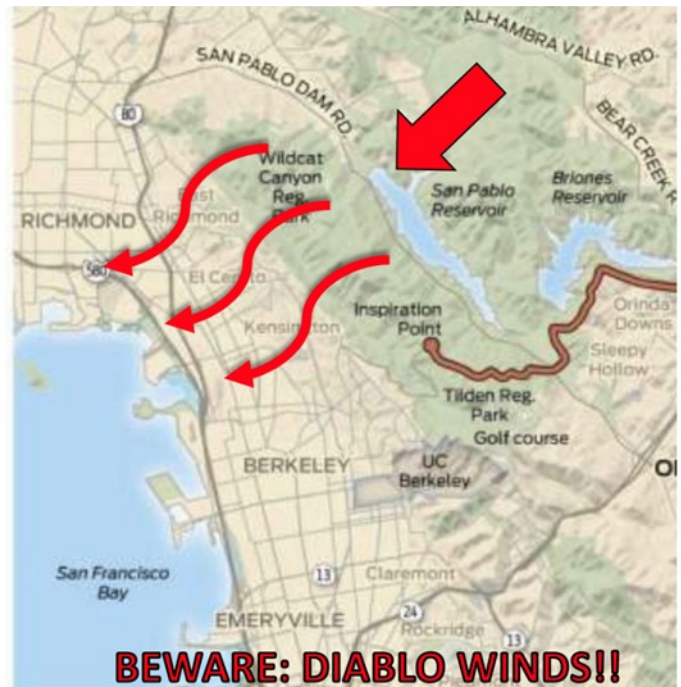 ALHAMBRA VALLEY RD.
SAN PABLO DAM RD.
BEAR CREEK R
80
Wildcat
Canyon
Reg.
Park
San Pablo
Reservoir
Briones
Reservoir
East
Richmond
RICHMOND
580
El Cerrito
Kensington
Inspiration
Point
Orinda
Downs
Sleepy
Hollow
Tilden Reg.
Park
Golf course
BERKELEY
UC
Berkeley
San Francisco
Bay
13
Claremont
EMERYVILLE
24
Rockridge
13
BEWARE: DIABLO WINDS!!